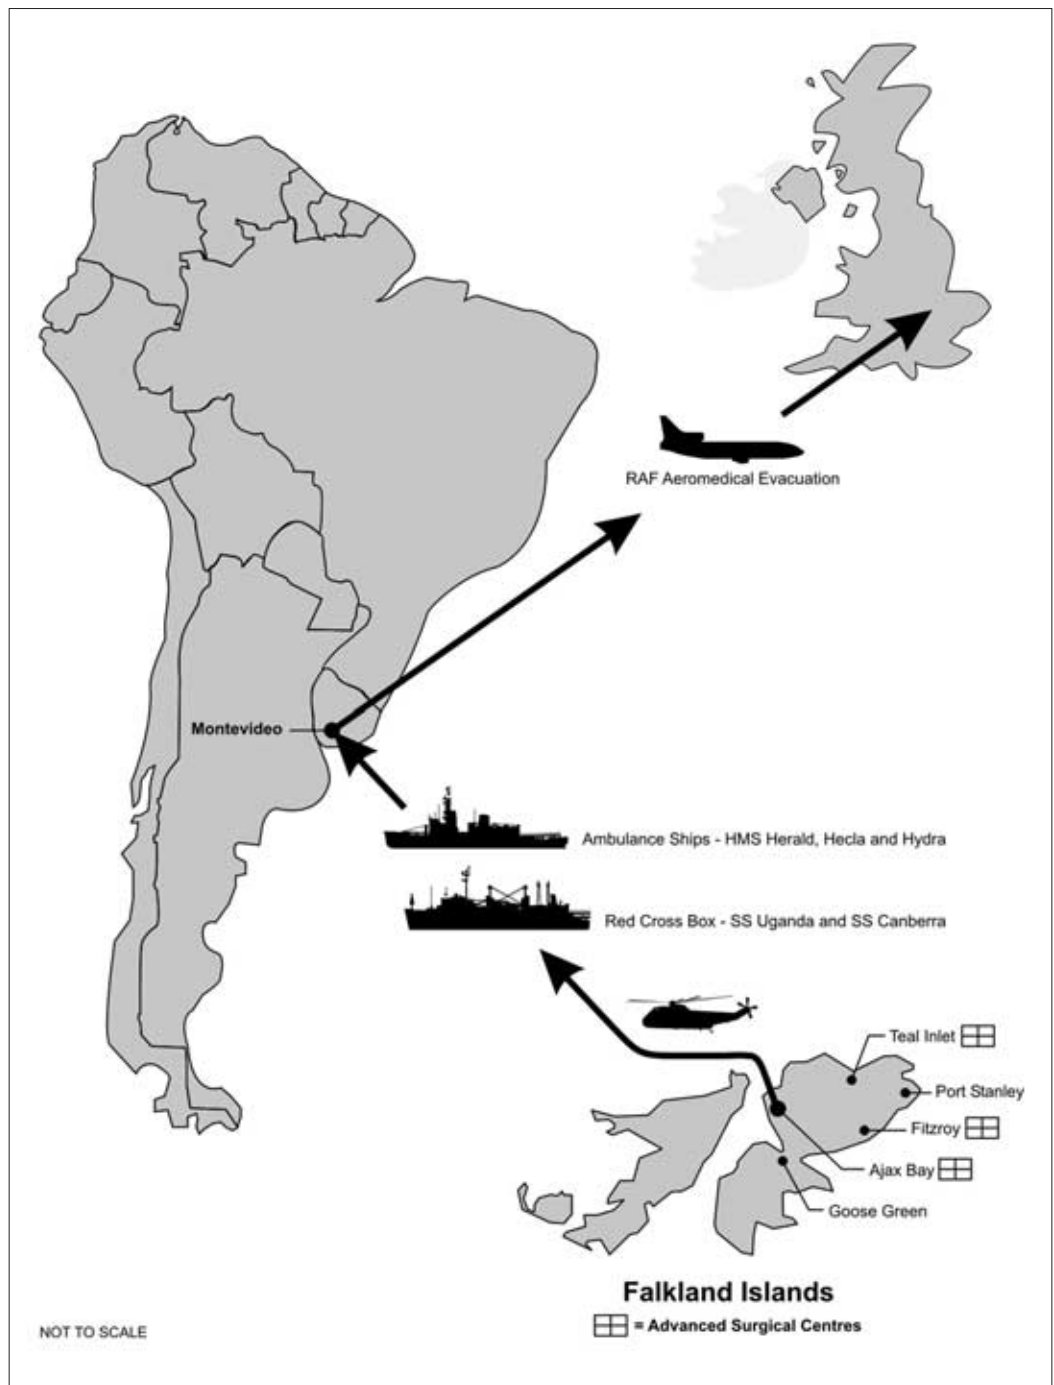 RAF Aeromedical Evacuation
Montevideo
Ambulance Ships - HMS Herald, Hecla and Hydra
Red Cross Box - SS Uganda and SS Canberra
Teal Inlet
Port Stanley
Fitzroy
Ajax Bay
Goose Green
Falkland Islands
= Advanced Surgical Centres
NOT TO SCALE